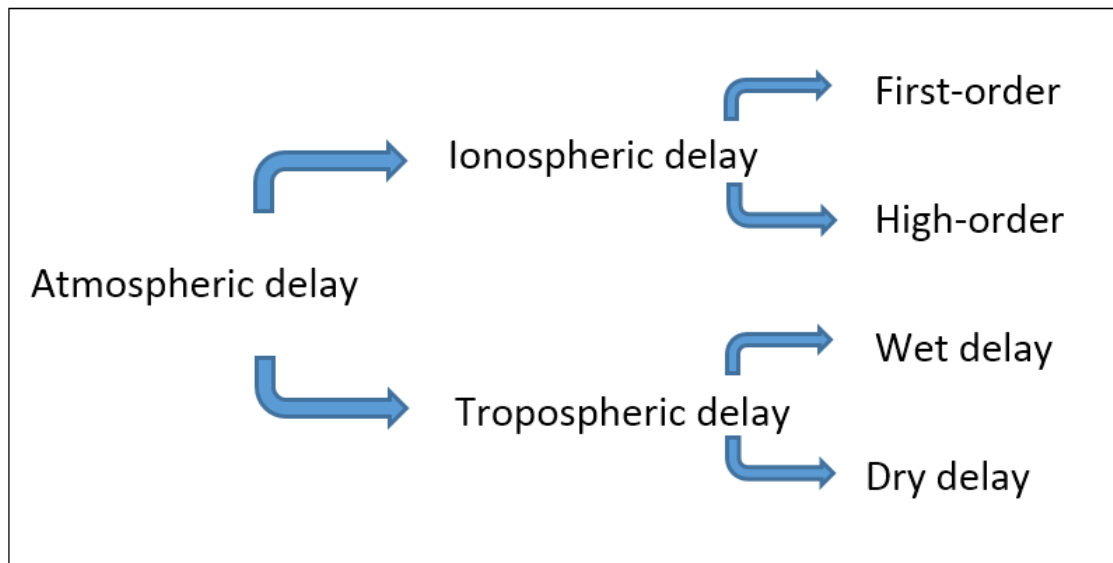 First-order
Ionospheric delay
High-order
Atmospheric delay
Wet delay
Tropospheric delay
Dry delay